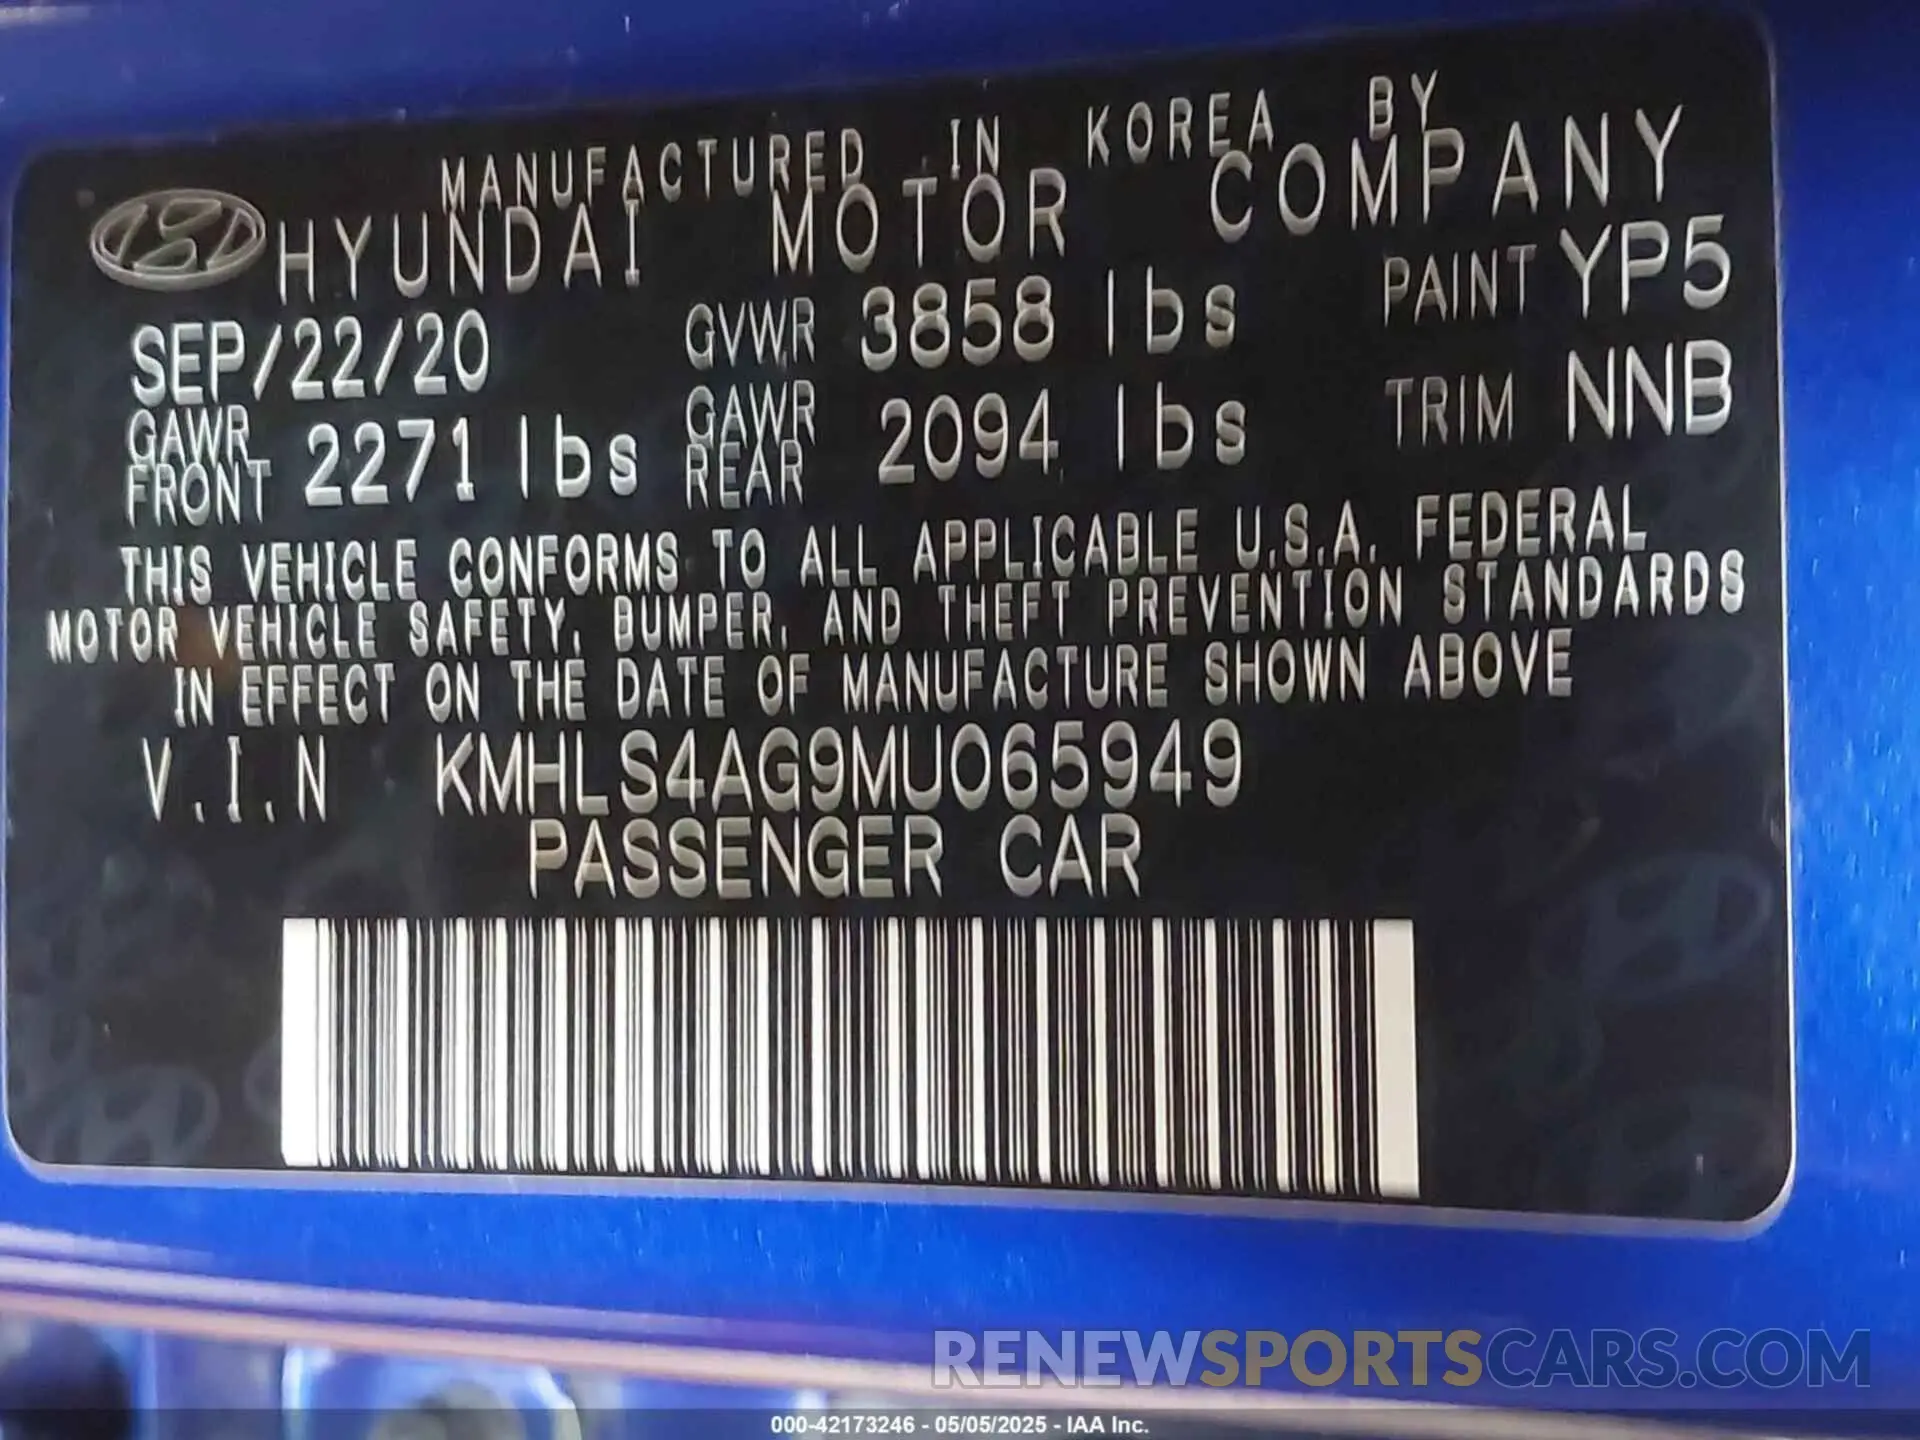 MANUFACTURED IN KOREA BY
HYUNDAI MOTOR COMPANY
SEP/22/20 GVWR 3858 lbs PAINT YP5
GAWR FRONT 2271 lbs GAWR REAR 2094 lbs TRIM NNB
THIS VEHICLE CONFORMS TO ALL APPLICABLE U.S.A. FEDERAL
MOTOR VEHICLE SAFETY, BUMPER, AND THEFT PREVENTION STANDARDS
IN EFFECT ON THE DATE OF MANUFACTURE SHOWN ABOVE
V.I.N KMHLS4AG9MU065949
PASSENGER CAR
RENEWSPORTSCARS.COM
000-42173246 - 05/05/2025 - IAA Inc.